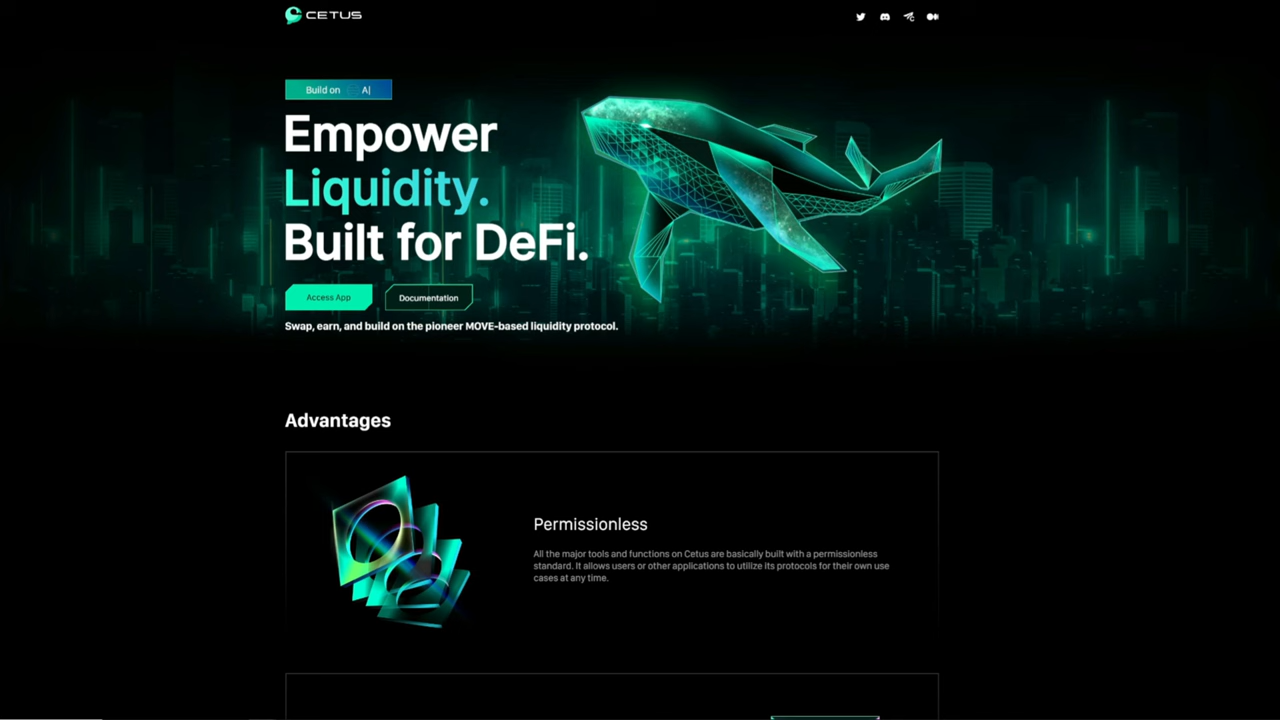 CETUS
Build on A|
Empower
Liquidity.
Built for DeFi.
Access App
Documentation
Swap, earn, and build on the pioneer MOVE-based liquidity protocol.
Advantages
Permissionless
All the major tools and functions on Cetus are basically built with a permissionless
standard. It allows users or other applications to utilize its protocols for their own use
cases at any time.